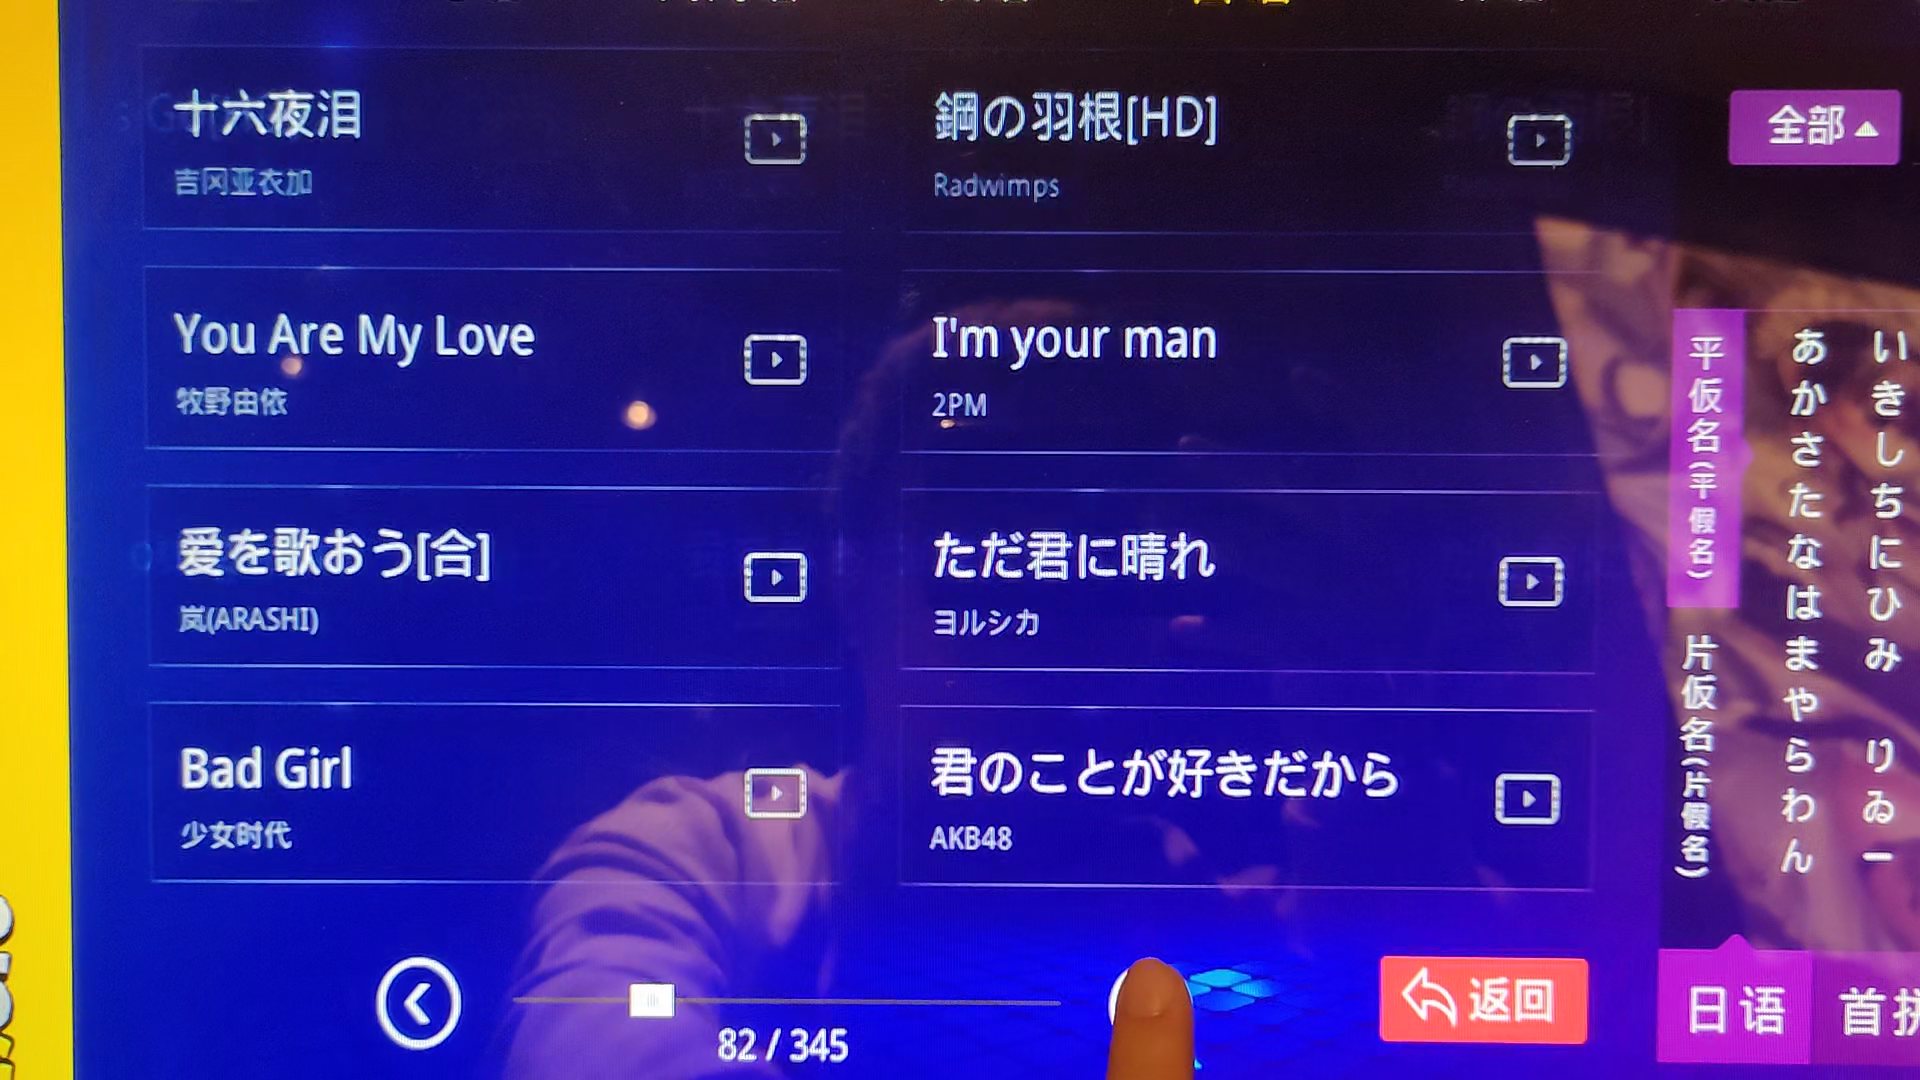 十六夜泪
吉冈亚衣加
鋼の羽根[HD]
Radwimps
全部
You Are My Love
牧野由依
I'm your man
2PM
爱を歌おう[合]
岚(ARASHI)
ただ君に晴れ
ヨルシカ
Bad Girl
少女时代
君のことが好きだから
AKB48
平仮名(平假名)
片仮名(片假名)
あかさたなはまやらわん
いきしちにひみ りゐー
82 / 345
返回
日语
首拼